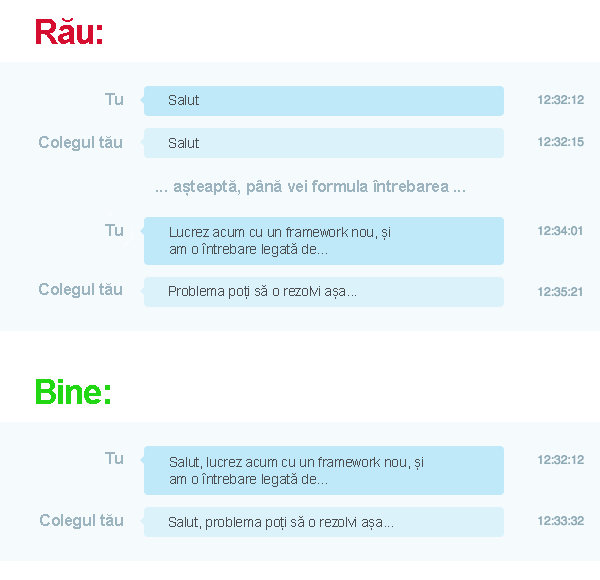 Rău:
Tu
Salut
12:32:12
Colegul tău
Salut
12:32:15
... așteaptă, până vei formula întrebarea ...
Tu
Lucrez acum cu un framework nou, și
am o întrebare legată de...
12:34:01
Colegul tău
Problema poți să o rezolvi așa...
12:35:21
Bine:
Tu
Salut, lucrez acum cu un framework nou, și
am o întrebare legată de...
12:32:12
Colegul tău
Salut, problema poți să o rezolvi așa...
12:33:32